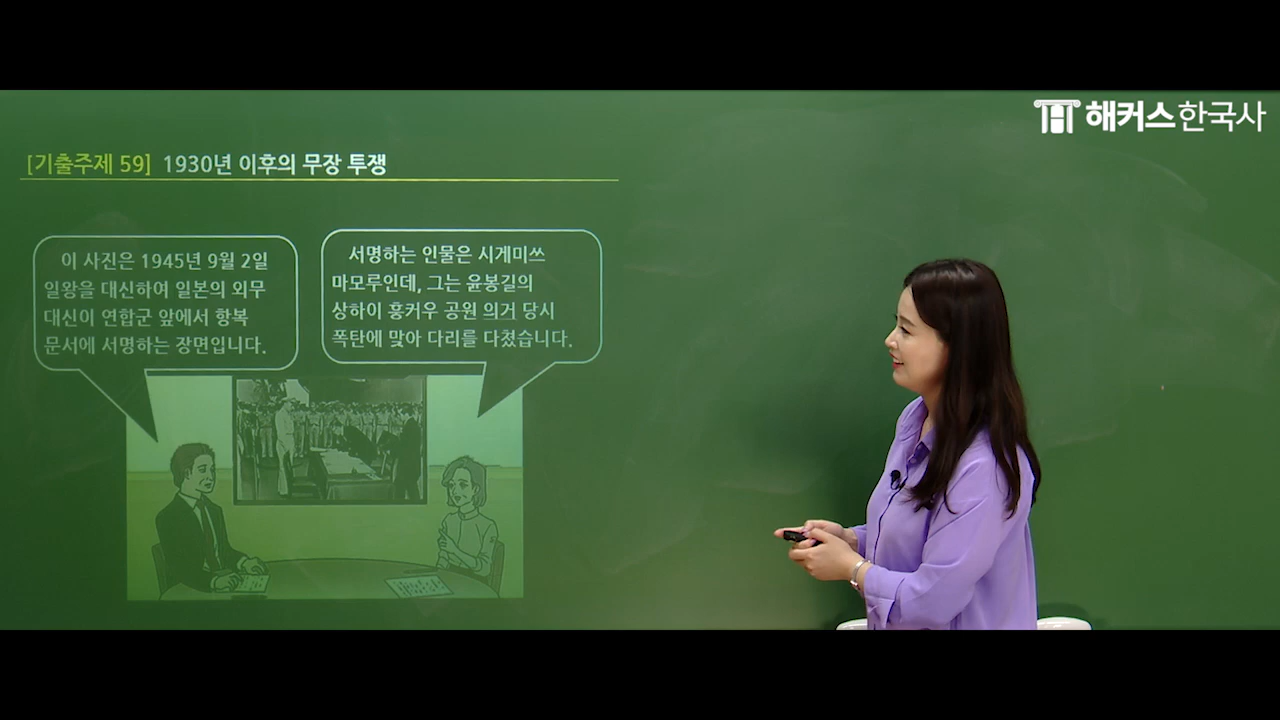 해커스한국사
[기출주제 59] 1930년 이후의 무장 투쟁
이 사진은 1945년 9월 2일
일왕을 대신하여 일본의 외무
대신이 연합군 앞에서 항복
문서에 서명하는 장면입니다.
서명하는 인물은 시게미쓰
마모루인데, 그는 윤봉길의
상하이 훙커우 공원 의거 당시
폭탄에 맞아 다리를 다쳤습니다.